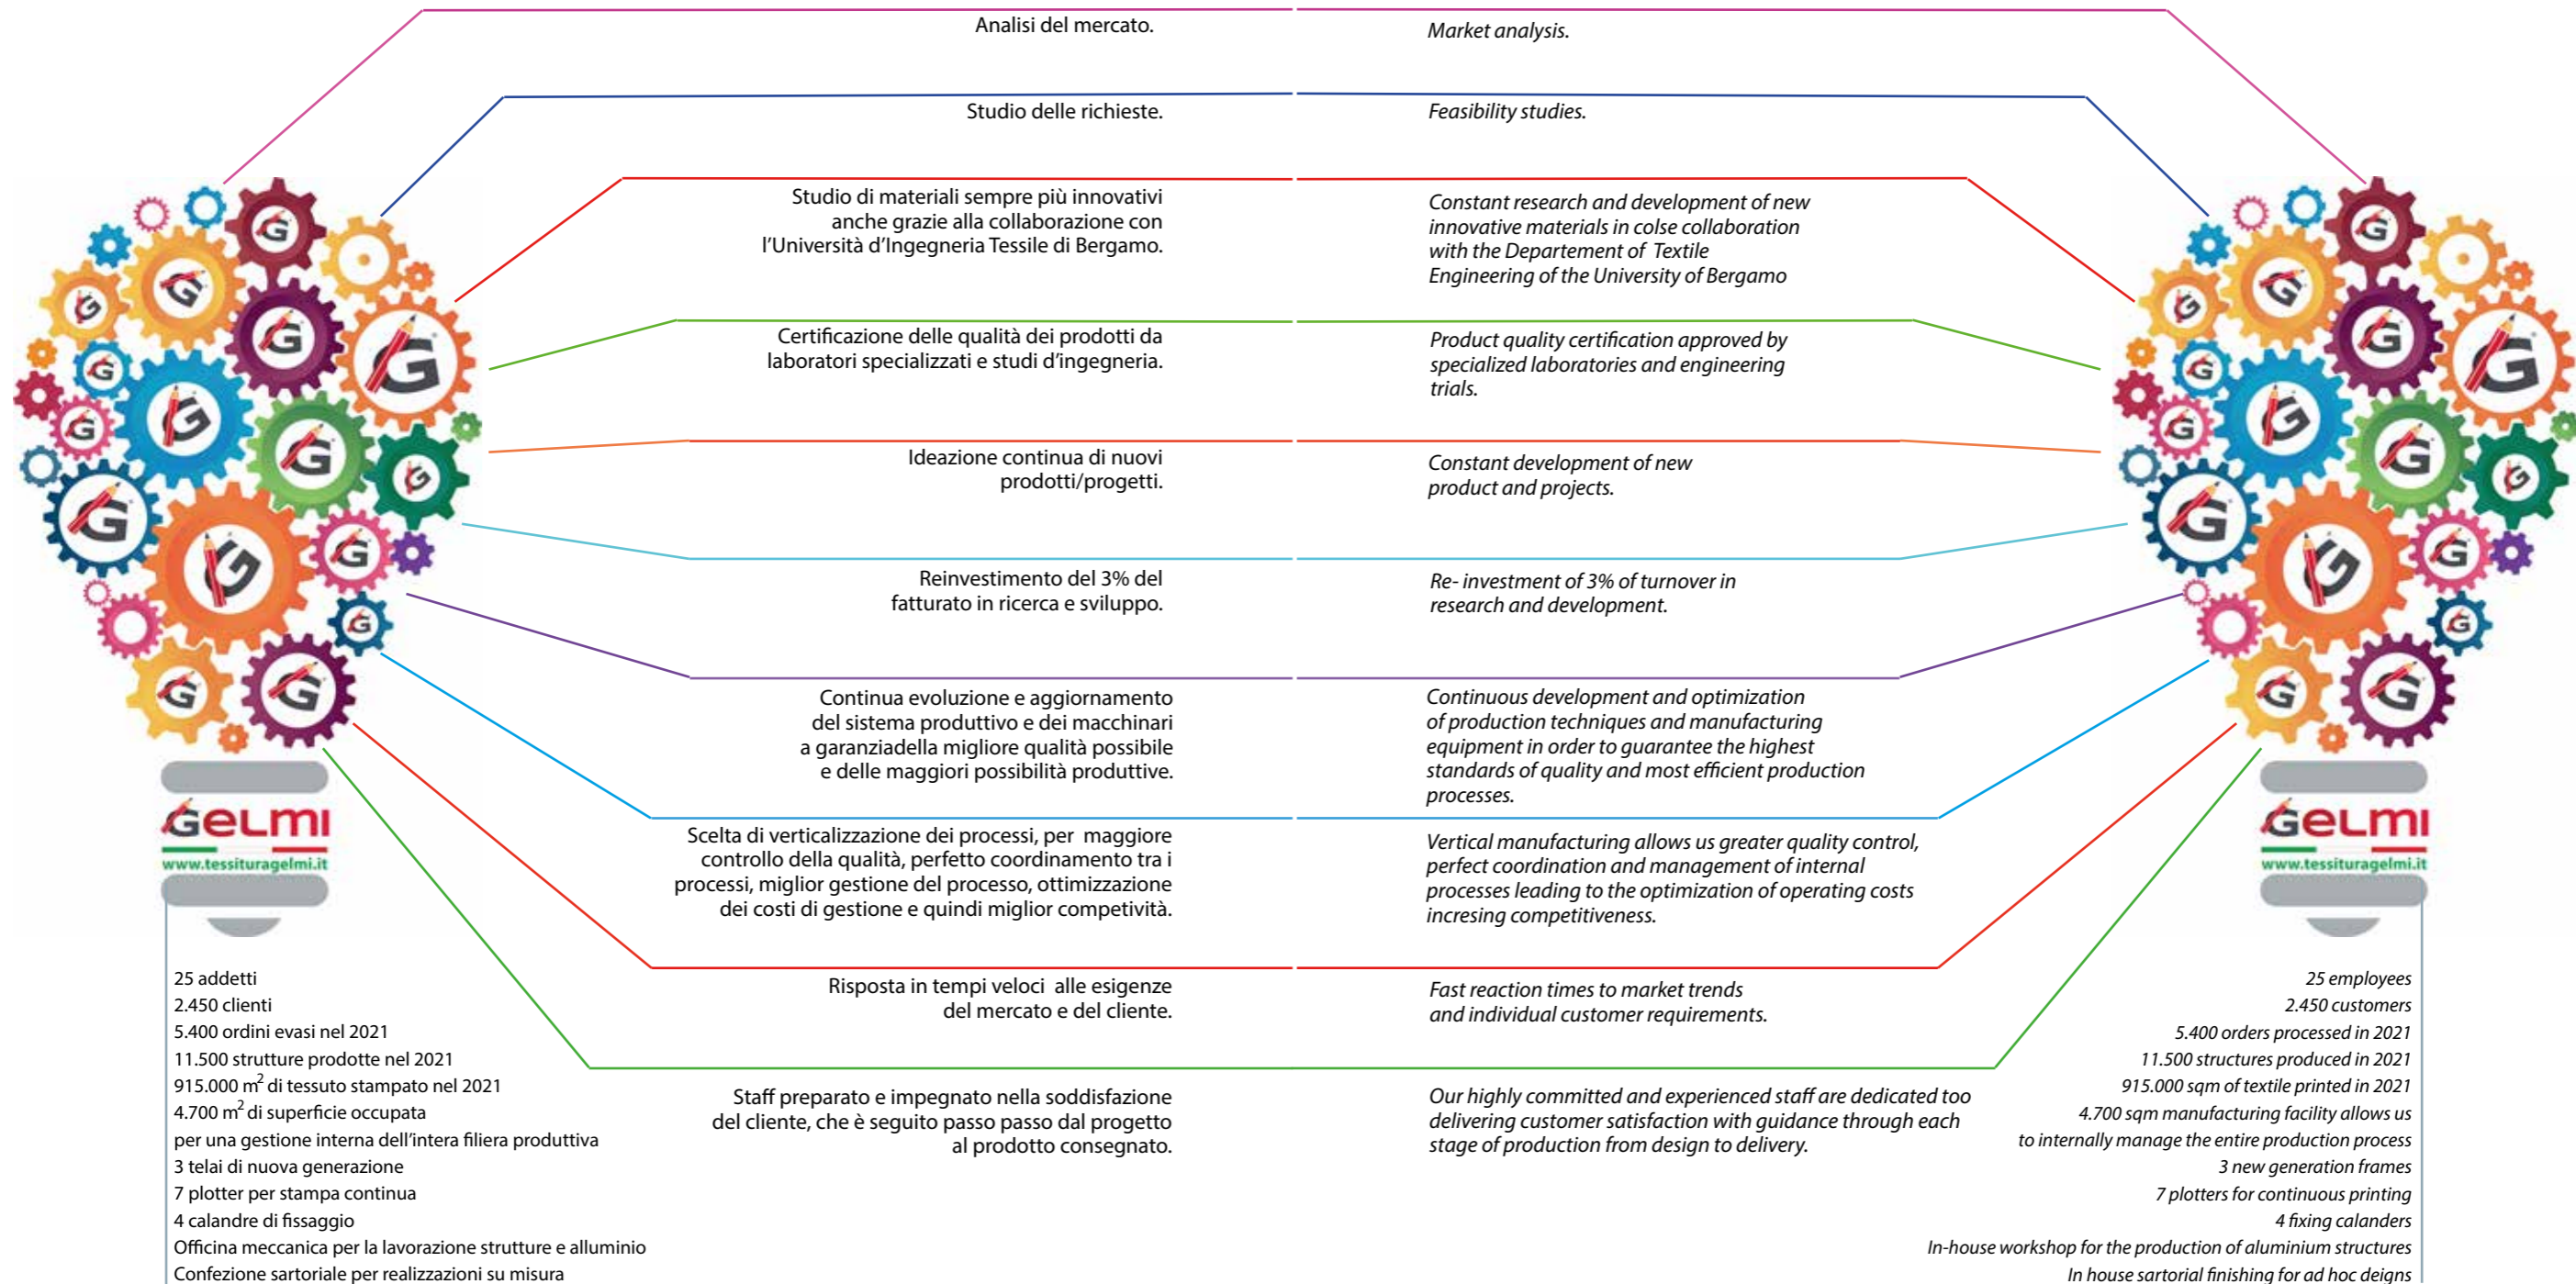 Analisi del mercato.
Market analysis.
Studio delle richieste.
Feasibility studies.
Studio di materiali sempre più innovativi
anche grazie alla collaborazione con
l'Università d'Ingegneria Tessile di Bergamo.
Constant research and development of new
innovative materials in colse collaboration
with the Departement of Textile
Engineering of the University of Bergamo
Certificazione delle qualità dei prodotti da
laboratori specializzati e studi d'ingegneria.
Product quality certification approved by
specialized laboratories and engineering
trials.
Ideazione continua di nuovi
prodotti/progetti.
Constant development of new
product and projects.
Reinvestimento del 3% del
fatturato in ricerca e sviluppo.
Re- investment of 3% of turnover in
research and development.
Continua evoluzione e aggiornamento
del sistema produttivo e dei macchinari
a garanziadella migliore qualità possibile
e delle maggiori possibilità produttive.
Continuous development and optimization
of production techniques and manufacturing
equipment in order to guarantee the highest
standards of quality and most efficient production
processes.
Scelta di verticalizzazione dei processi, per maggiore
controllo della qualità, perfetto coordinamento tra i
processi, miglior gestione del processo, ottimizzazione
dei costi di gestione e quindi miglior competività.
Vertical manufacturing allows us greater quality control,
perfect coordination and management of internal
processes leading to the optimization of operating costs
incresing competitiveness.
Risposta in tempi veloci alle esigenze
del mercato e del cliente.
Fast reaction times to market trends
and individual customer requirements.
Staff preparato e impegnato nella soddisfazione
del cliente, che è seguito passo passo dal progetto
al prodotto consegnato.
Our highly committed and experienced staff are dedicated too
delivering customer satisfaction with guidance through each
stage of production from design to delivery.
GELMI
www.tessituragelmi.it
25 addetti
2.450 clienti
5.400 ordini evasi nel 2021
11.500 strutture prodotte nel 2021
915.000 m² di tessuto stampato nel 2021
4.700 m² di superficie occupata
per una gestione interna dell'intera filiera produttiva
3 telai di nuova generazione
7 plotter per stampa continua
4 calandre di fissaggio
Officina meccanica per la lavorazione strutture e alluminio
Confezione sartoriale per realizzazioni su misura
GELMI
www.tessituragelmi.it
25 employees
2.450 customers
5.400 orders processed in 2021
11.500 structures produced in 2021
915.000 sqm of textile printed in 2021
4.700 sqm manufacturing facility allows us
to internally manage the entire production process
3 new generation frames
7 plotters for continuous printing
4 fixing calanders
In-house workshop for the production of aluminium structures
In house sartorial finishing for ad hoc deigns